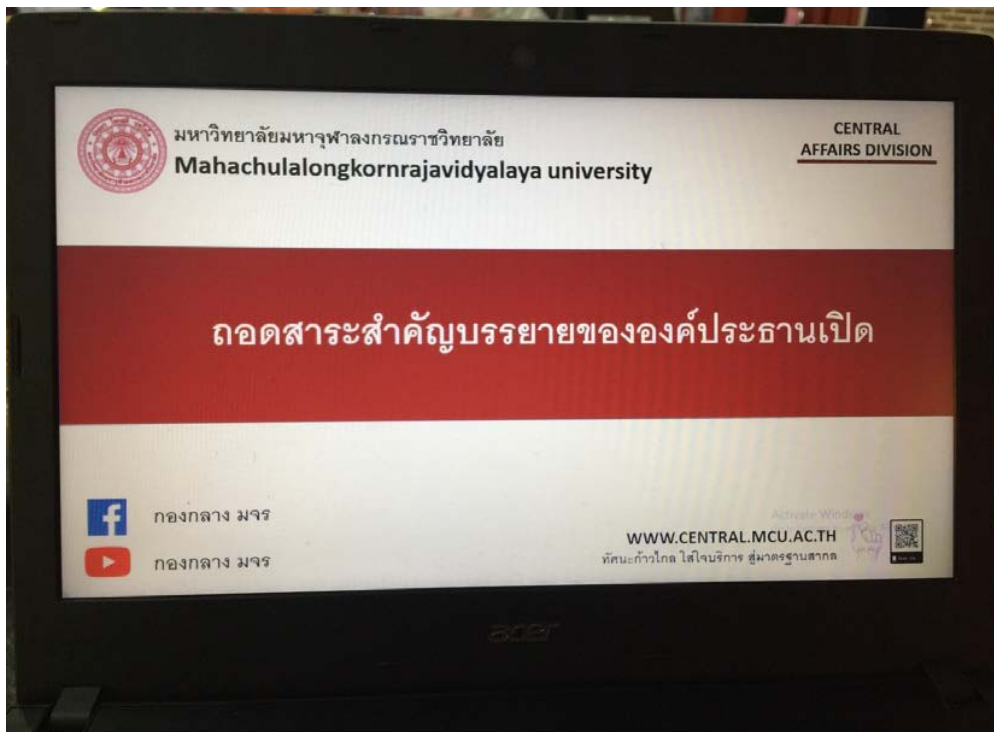 มหาวิทยาลัยมหาจุฬาลงกรณราชวิทยาลัย
Mahachulalongkornrajavidyalaya university
CENTRAL
AFFAIRS DIVISION
ถอดสาระสำคัญบรรยายขององค์ประธานเปิด
กองกลาง มจร
กองกลาง มจร
Activate Windows
WWW.CENTRAL.MCU.AC.TH
ทัศนะก้าวไกล ใส่ใจบริการ สู่มาตรฐานสากล
acer